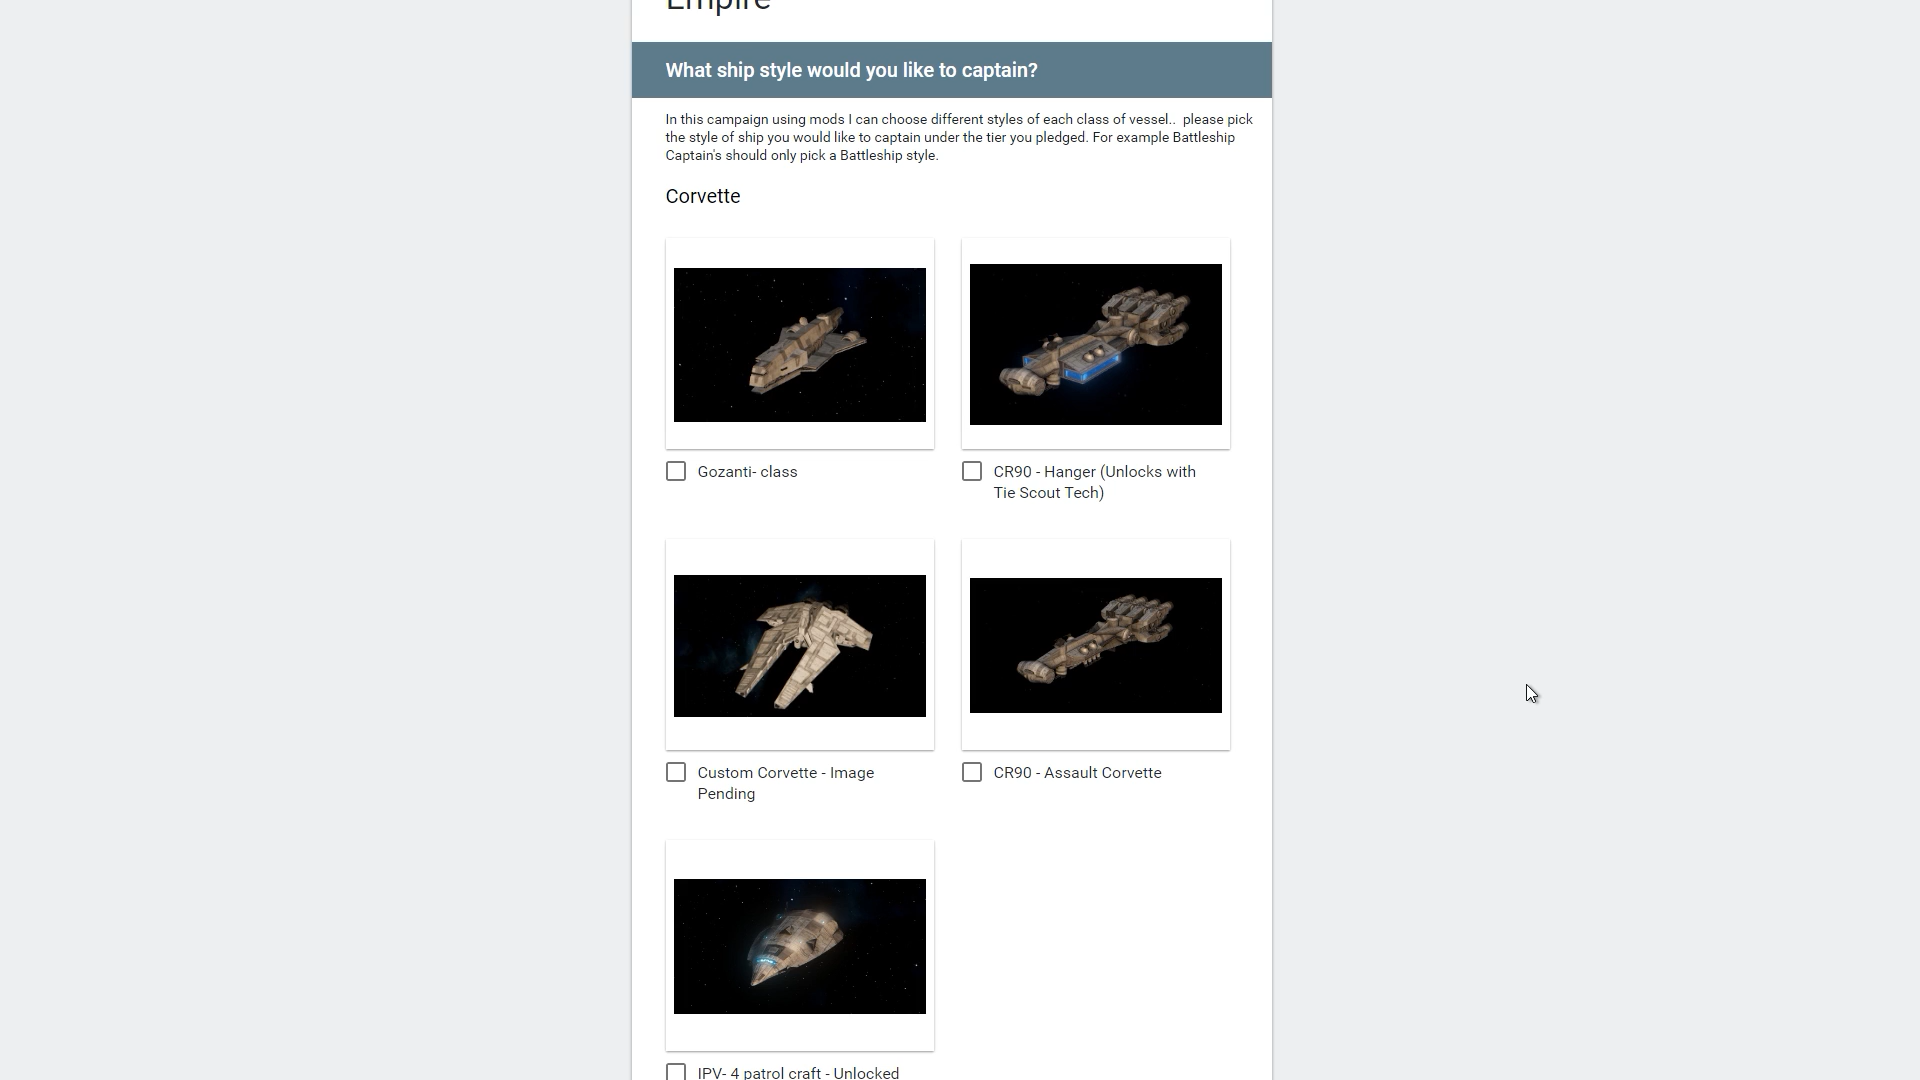 Empire
What ship style would you like to captain?
In this campaign using mods I can choose different styles of each class of vessel..  please pick
the style of ship you would like to captain under the tier you pledged. For example Battleship
Captain's should only pick a Battleship style.
Corvette
Gozanti- class
CR90 - Hanger (Unlocks with
Tie Scout Tech)
Custom Corvette - Image
Pending
CR90 - Assault Corvette
IPV- 4 patrol craft - Unlocked